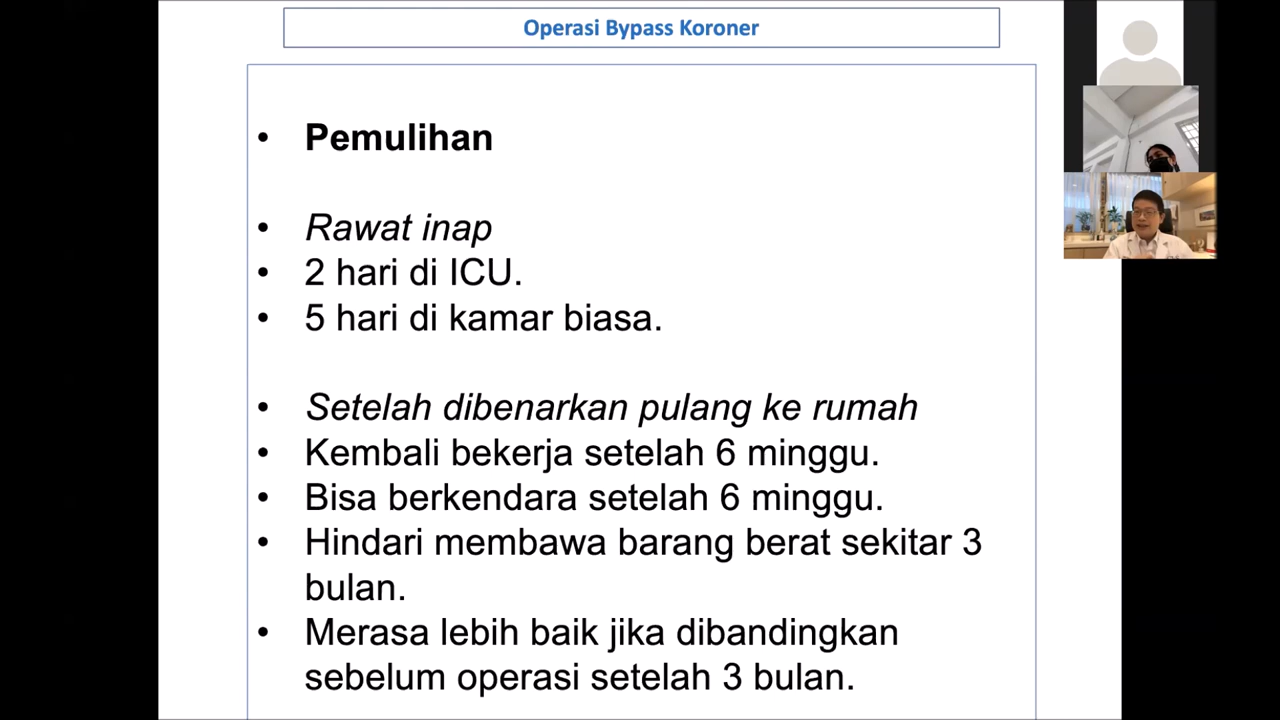 Operasi Bypass Koroner
• Pemulihan
• Rawat inap
• 2 hari di ICU.
• 5 hari di kamar biasa.
• Setelah dibenarkan pulang ke rumah
• Kembali bekerja setelah 6 minggu.
• Bisa berkendara setelah 6 minggu.
• Hindari membawa barang berat sekitar 3
bulan.
• Merasa lebih baik jika dibandingkan
sebelum operasi setelah 3 bulan.